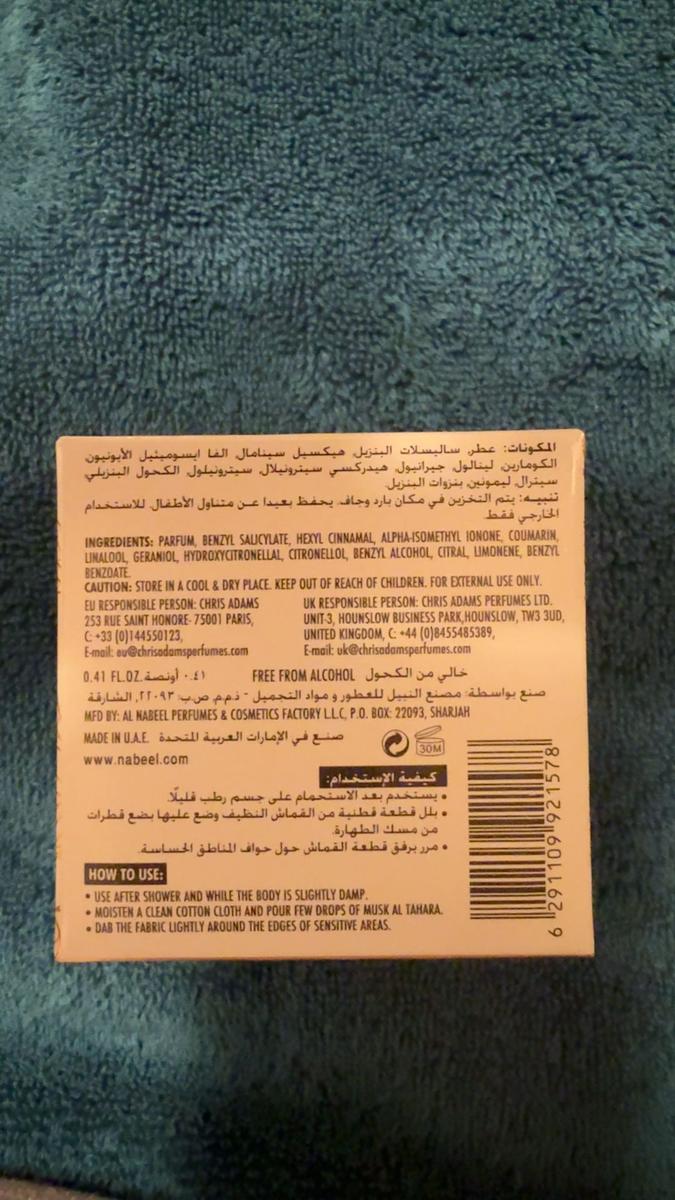 المكونات: عطر, ساليسلات البنزيل, هيكسيل سينامال, الفا ايسوميثيل الأيونيون,
الكومارين, لينالول, جيرانيول, هيدركسي سيترونيلال, سيترونيلول, الكحول البنزيلي,
سيترال, ليمونين, بنزوات البنزيل.
تنبيه: يتم التخزين في مكان بارد وجاف. يحفظ بعيدا عن متناول الأطفال. للاستخدام
الخارجي فقط.
INGREDIENTS: PARFUM, BENZYL SALICYLATE, HEXYL CINNAMAL, ALPHA-ISOMETHYL IONONE, COUMARIN,
LINALOOL, GERANIOL, HYDROXYCITRONELLAL, CITRONELLOL, BENZYL ALCOHOL, CITRAL, LIMONENE, BENZYL
BENZOATE.
CAUTION: STORE IN A COOL & DRY PLACE. KEEP OUT OF REACH OF CHILDREN. FOR EXTERNAL USE ONLY.
EU RESPONSIBLE PERSON: CHRIS ADAMS
253 RUE SAINT HONORE- 75001 PARIS,
C: +33 (0)144550123,
E-mail: eu@chrisadamsperfumes.com
UK RESPONSIBLE PERSON: CHRIS ADAMS PERFUMES LTD.
UNIT-3, HOUNSLOW BUSINESS PARK,HOUNSLOW, TW3 3UD,
UNITED KINGDOM, C: +44 (0)8455485389,
E-mail: uk@chrisadamsperfumes.com
0.41 FL.OZ. ٠.٤١ أونصة FREE FROM ALCOHOL خالي من الكحول
صنع بواسطة: مصنع النبيل للعطور و مواد التجميل - ذ.م.م, ص.ب: ٢٢٠٩٣, الشارقة
MFD BY: AL NABEEL PERFUMES & COSMETICS FACTORY L.L.C, P.O. BOX: 22093, SHARJAH
MADE IN U.A.E. صنع في الإمارات العربية المتحدة
30M
www.nabeel.com
كيفية الإستخدام:
• يستخدم بعد الاستحمام على جسم رطب قليلًا.
• بلل قطعة قطنية من القماش النظيف وضع عليها بضع قطرات
من مسك الطهارة.
• مرر برفق قطعة القماش حول حواف المناطق الحساسة.
HOW TO USE:
• USE AFTER SHOWER AND WHILE THE BODY IS SLIGHTLY DAMP.
• MOISTEN A CLEAN COTTON CLOTH AND POUR FEW DROPS OF MUSK AL TAHARA.
• DAB THE FABRIC LIGHTLY AROUND THE EDGES OF SENSITIVE AREAS.
6 291109 921578